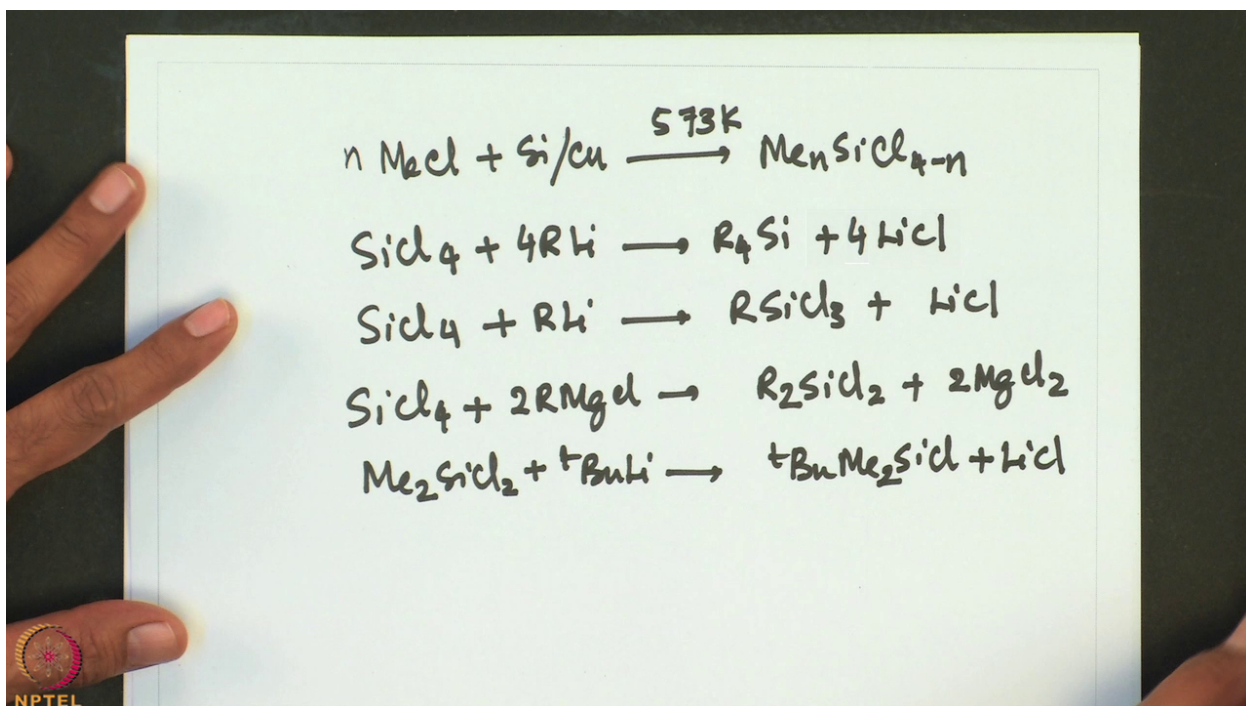 n MeCl + Si/Cu 573K ⟶ MenSiCl4-n
SiCl4 + 4RLi ⟶ R4Si + 4LiCl
SiCl4 + RLi ⟶ RSiCl3 + LiCl
SiCl4 + 2RMgCl → R2SiCl2 + 2MgCl2
Me2SiCl2 + tBuLi ⟶ tBuMe2SiCl + LiCl
NPTEL